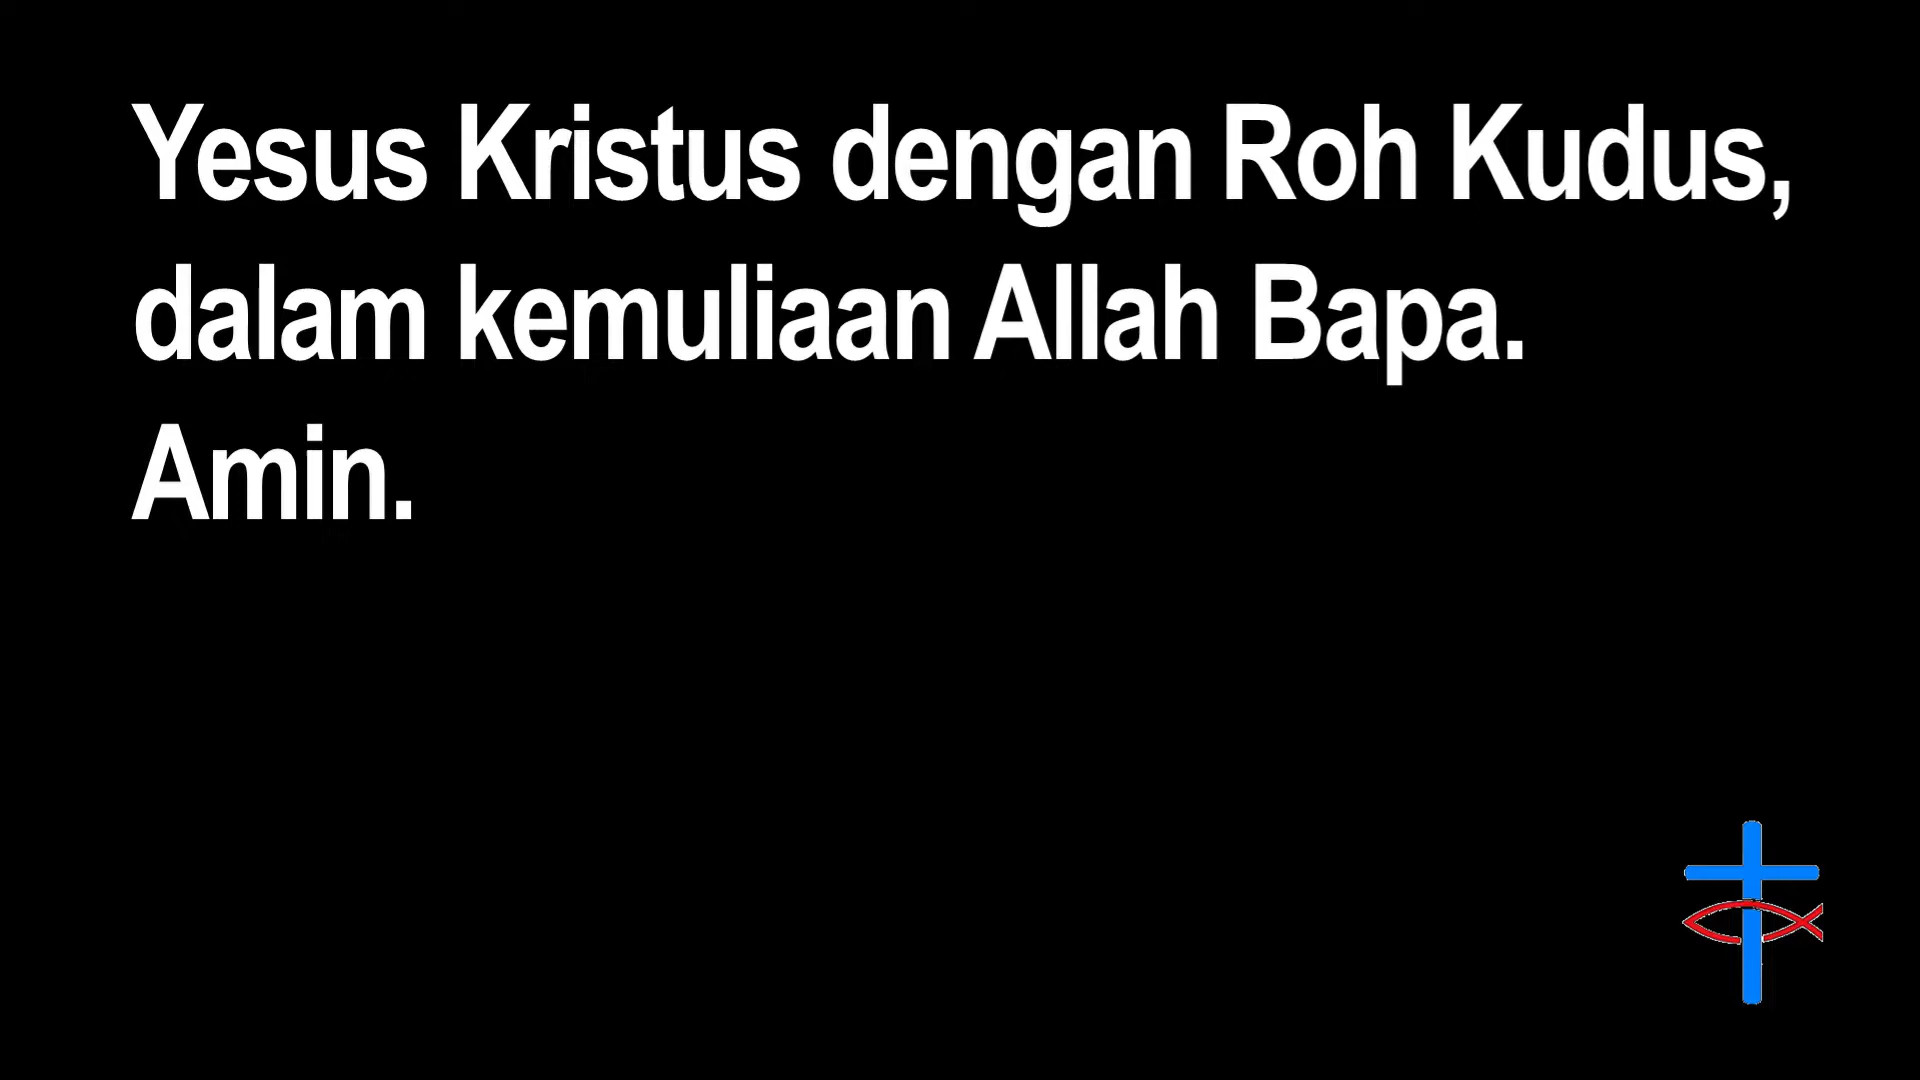 Yesus Kristus dengan Roh Kudus,
dalam kemuliaan Allah Bapa.
Amin.